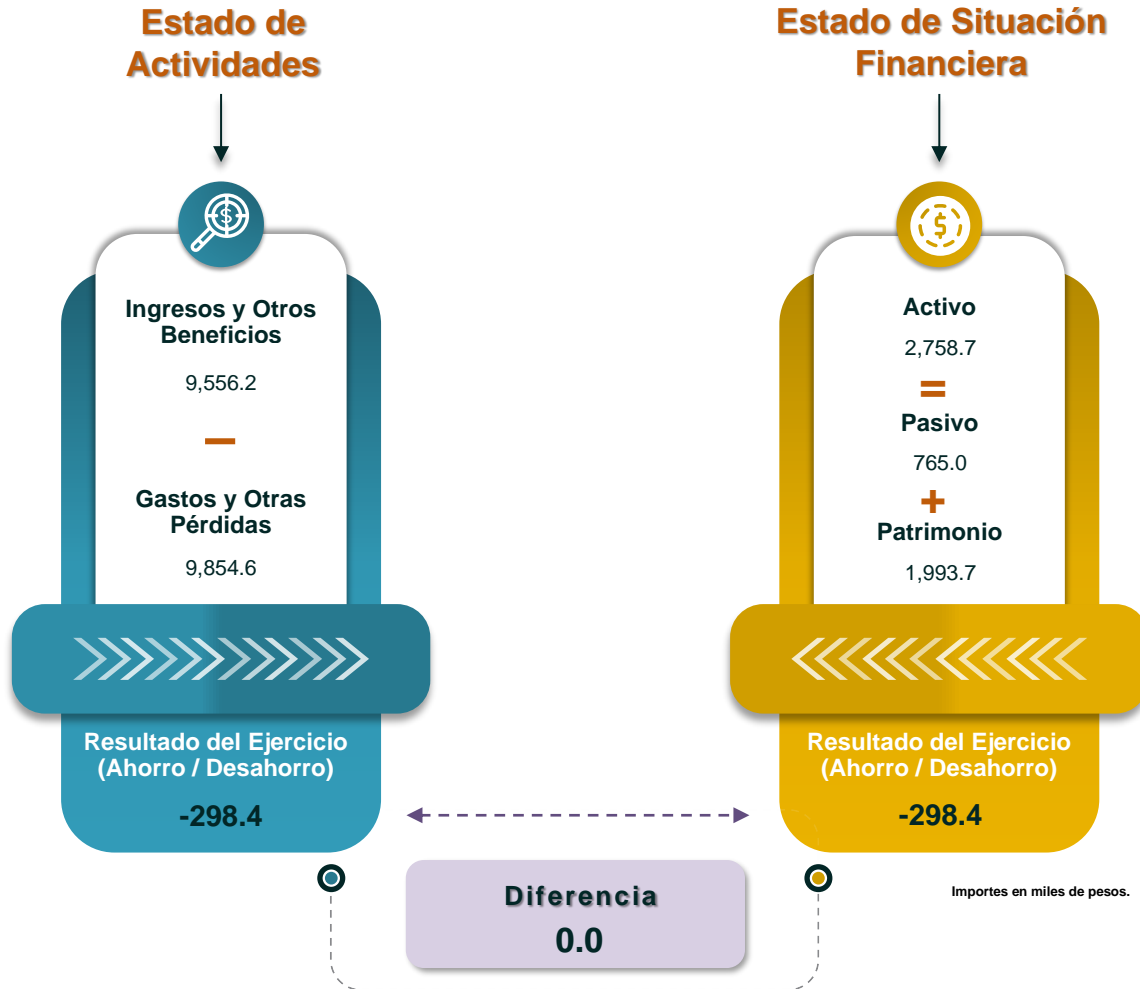 Estado de
Actividades
$
Ingresos y Otros
Beneficios
9,556.2
–
Gastos y Otras
Pérdidas
9,854.6
Resultado del Ejercicio
(Ahorro / Desahorro)
-298.4
Estado de Situación
Financiera
$
Activo
2,758.7
=
Pasivo
765.0
+
Patrimonio
1,993.7
Resultado del Ejercicio
(Ahorro / Desahorro)
-298.4
Diferencia
0.0
Importes en miles de pesos.